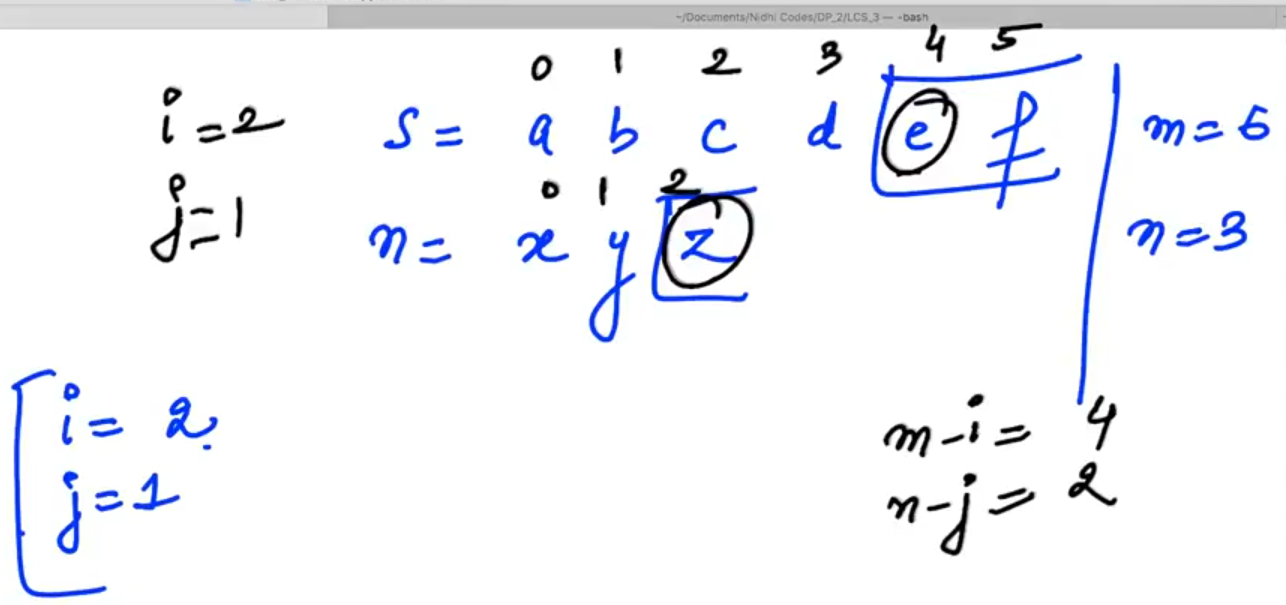 ~/Documents/Nidhi Codes/DP_2/LCS_3 — -bash
0 1 2 3 4 5
i = 2 S = a b c d e f m = 6
0 1 2
j = 1 n = x y z n = 3
i = 2
j = 1
m - i = 4
n - j = 2